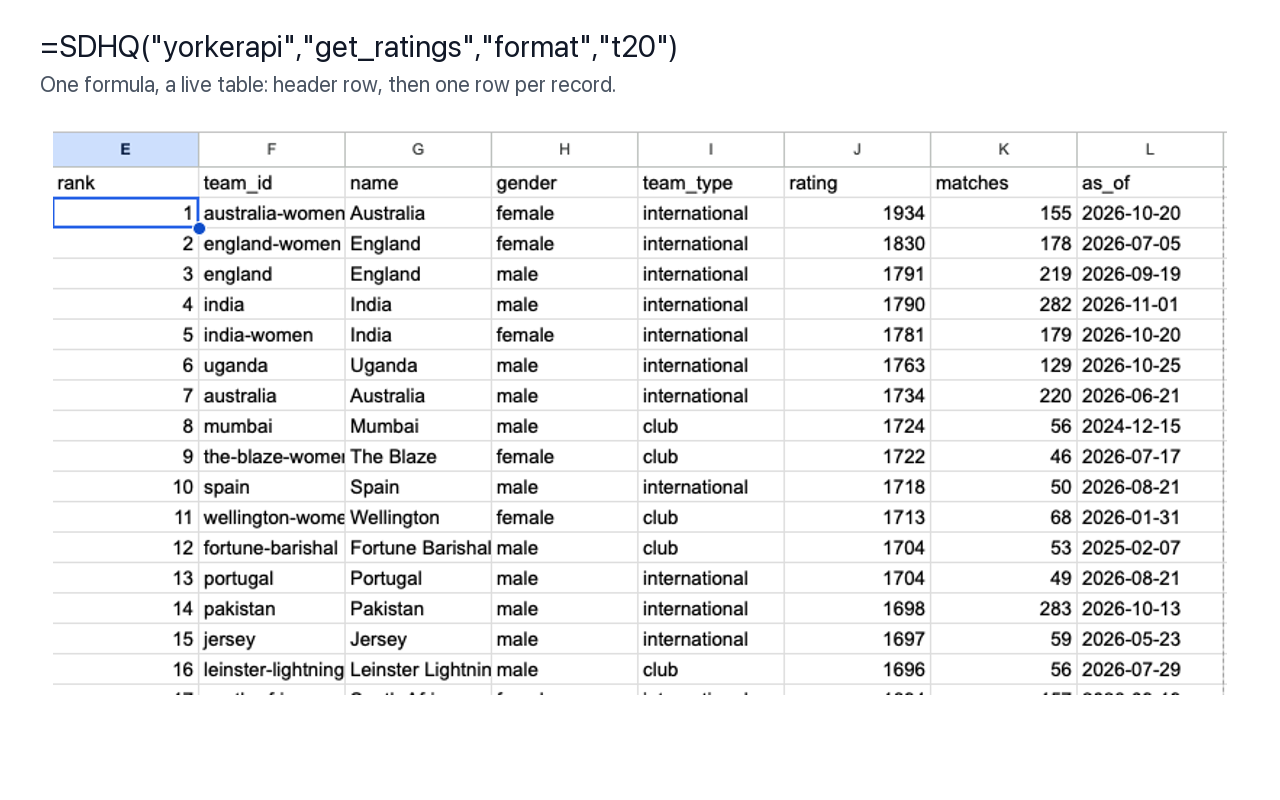 =SDHQ("yorkerapi","get_ratings","format","t20")
One formula, a live table: header row, then one row per record.
E F G H I J K L
rank team_id name gender team_type rating matches as_of
1 australia-women Australia female international 1934 155 2026-10-20
2 england-women England female international 1830 178 2026-07-05
3 england England male international 1791 219 2026-09-19
4 india India male international 1790 282 2026-11-01
5 india-women India female international 1781 179 2026-10-20
6 uganda Uganda male international 1763 129 2026-10-25
7 australia Australia male international 1734 220 2026-06-21
8 mumbai Mumbai male club 1724 56 2024-12-15
9 the-blaze-women The Blaze female club 1722 46 2026-07-17
10 spain Spain male international 1718 50 2026-08-21
11 wellington-wome Wellington female club 1713 68 2026-01-31
12 fortune-barishal Fortune Barishal male club 1704 53 2025-02-07
13 portugal Portugal male international 1704 49 2026-08-21
14 pakistan Pakistan male international 1698 283 2026-10-13
15 jersey Jersey male international 1697 59 2026-05-23
16 leinster-lightning Leinster Lightnin male club 1696 56 2026-07-29